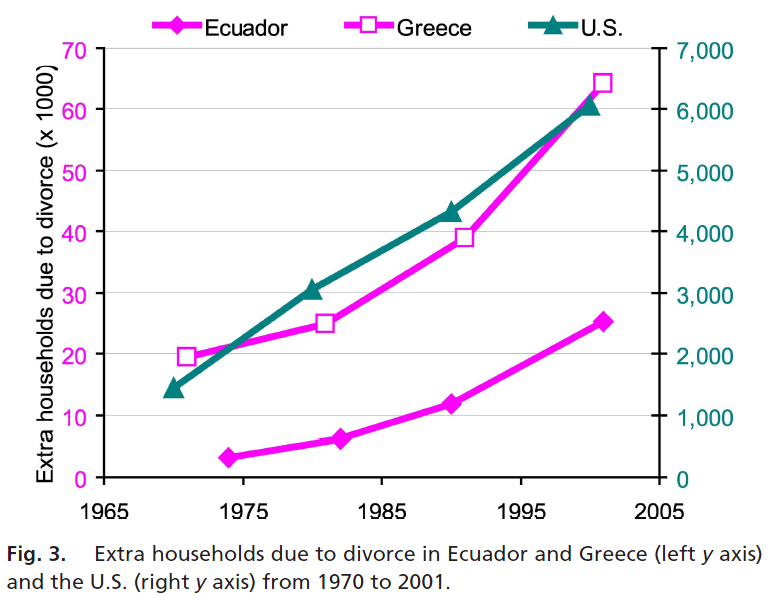 Ecuador Greece U.S.
Extra households due to divorce (x 1000)
70 7,000
60 6,000
50 5,000
40 4,000
30 3,000
20 2,000
10 1,000
0 0
1965 1975 1985 1995 2005
Fig. 3. Extra households due to divorce in Ecuador and Greece (left y axis)
and the U.S. (right y axis) from 1970 to 2001.